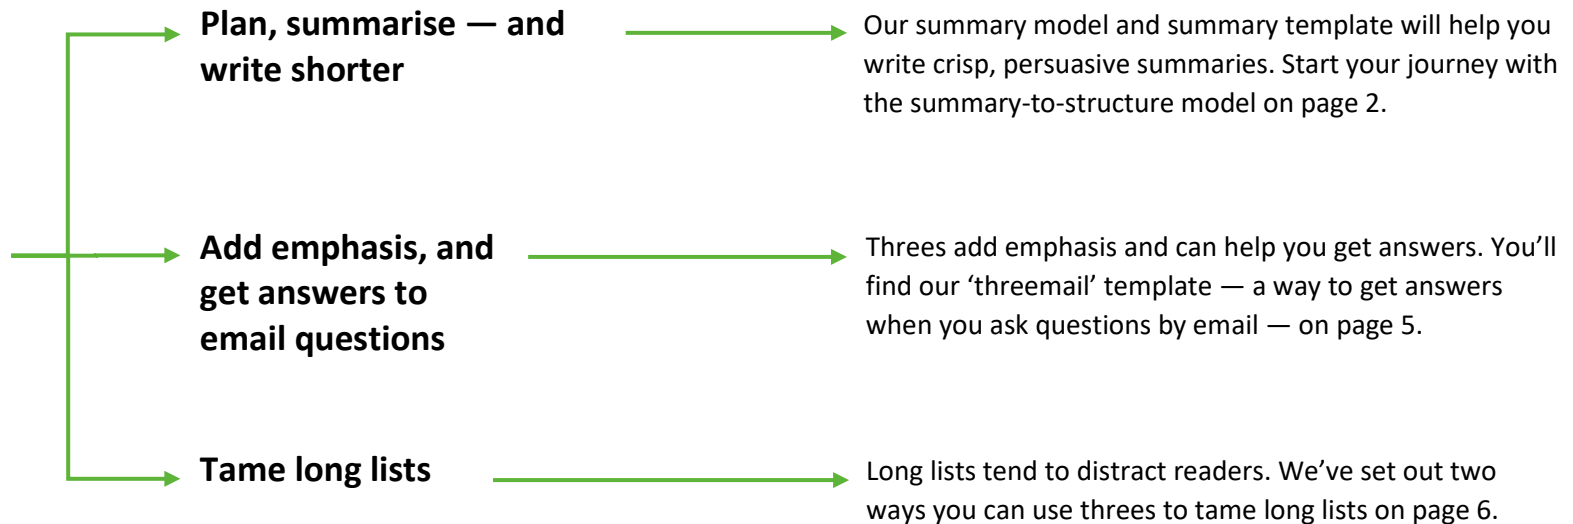 Plan, summarise — and
write shorter
Our summary model and summary template will help you
write crisp, persuasive summaries. Start your journey with
the summary-to-structure model on page 2.
Add emphasis, and
get answers to
email questions
Threes add emphasis and can help you get answers. You’ll
find our ‘threemail’ template — a way to get answers
when you ask questions by email — on page 5.
Tame long lists
Long lists tend to distract readers. We’ve set out two
ways you can use threes to tame long lists on page 6.